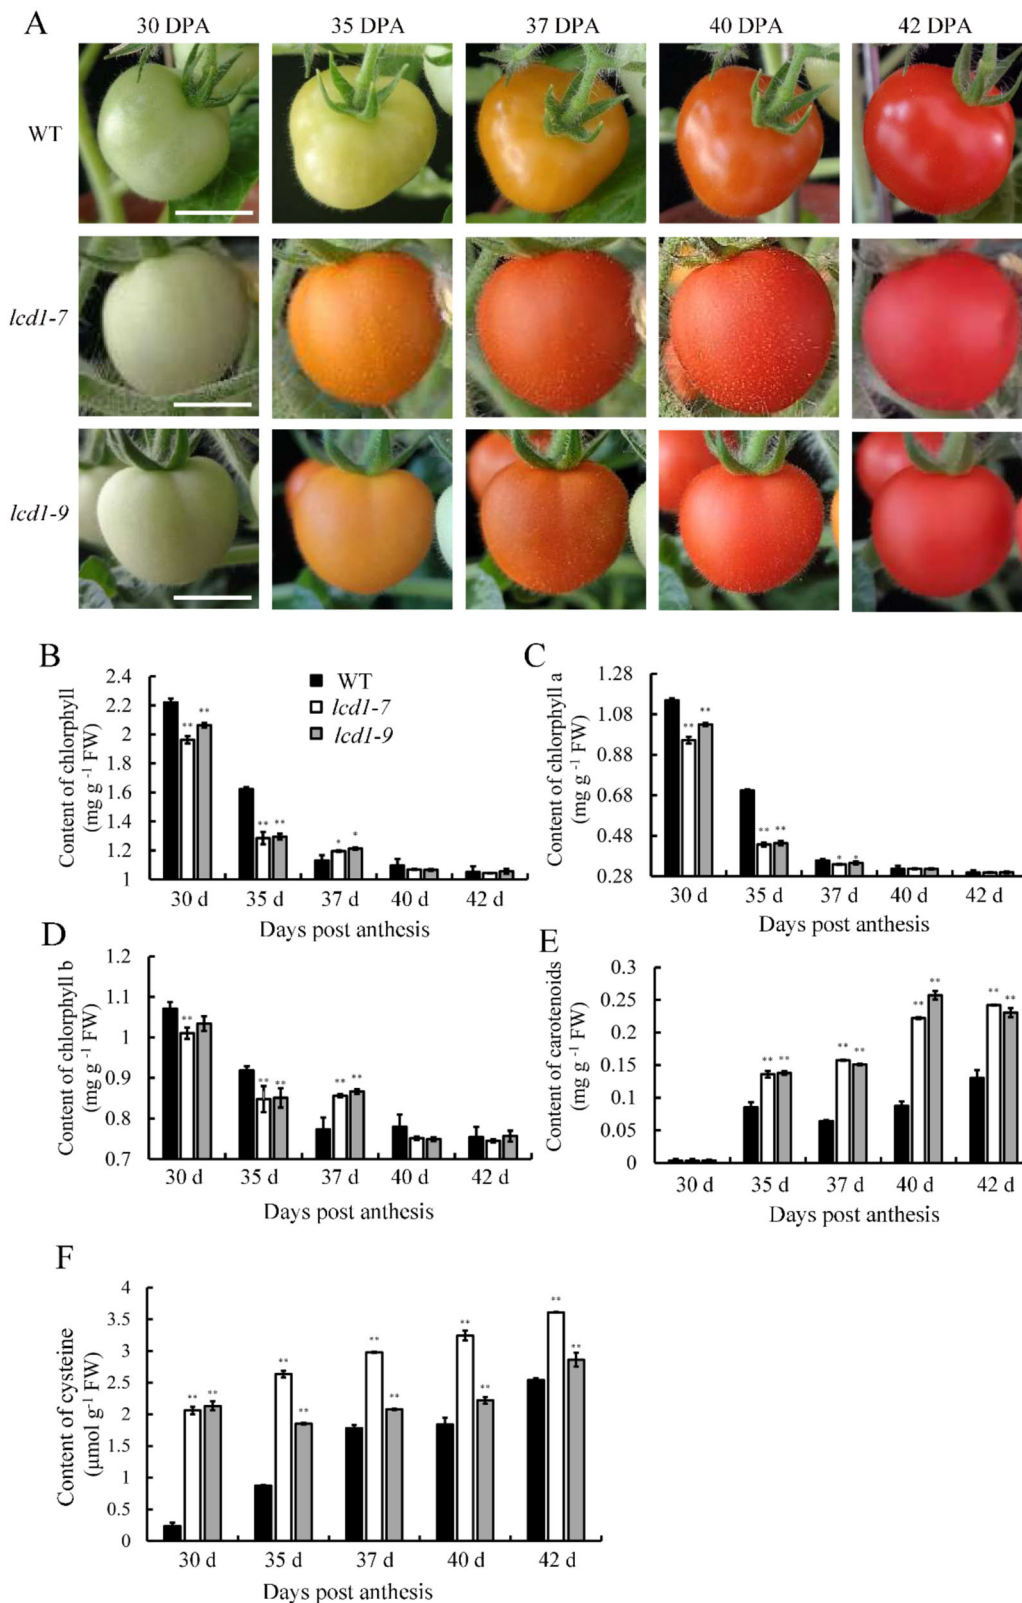 A
30 DPA 35 DPA 37 DPA 40 DPA 42 DPA
WT
lcd1-7
lcd1-9
B
Content of chlorophyll
(mg g -1 FW)
2.4
2.2
2
1.8
1.6
1.4
1.2
1
WT
lcd1-7
lcd1-9
** **
** **
* *
30 d 35 d 37 d 40 d 42 d
Days post anthesis
C
Content of chlorophyll a
(mg g -1 FW)
1.28
1.08
0.88
0.68
0.48
0.28
** **
** **
* *
30 d 35 d 37 d 40 d 42 d
Days post anthesis
D
Content of chlorophyll b
(mg g -1 FW)
1.2
1.1
1
0.9
0.8
0.7
**
** **
** **
30 d 35 d 37 d 40 d 42 d
Days post anthesis
E
Content of carotenoids
(mg g -1 FW)
0.3
0.25
0.2
0.15
0.1
0.05
0
** **
** **
** **
** **
30 d 35 d 37 d 40 d 42 d
Days post anthesis
F
Content of cysteine
(μmol g-1 FW)
4
3.5
3
2.5
2
1.5
1
0.5
0
** **
** **
** **
** **
** **
30 d 35 d 37 d 40 d 42 d
Days post anthesis